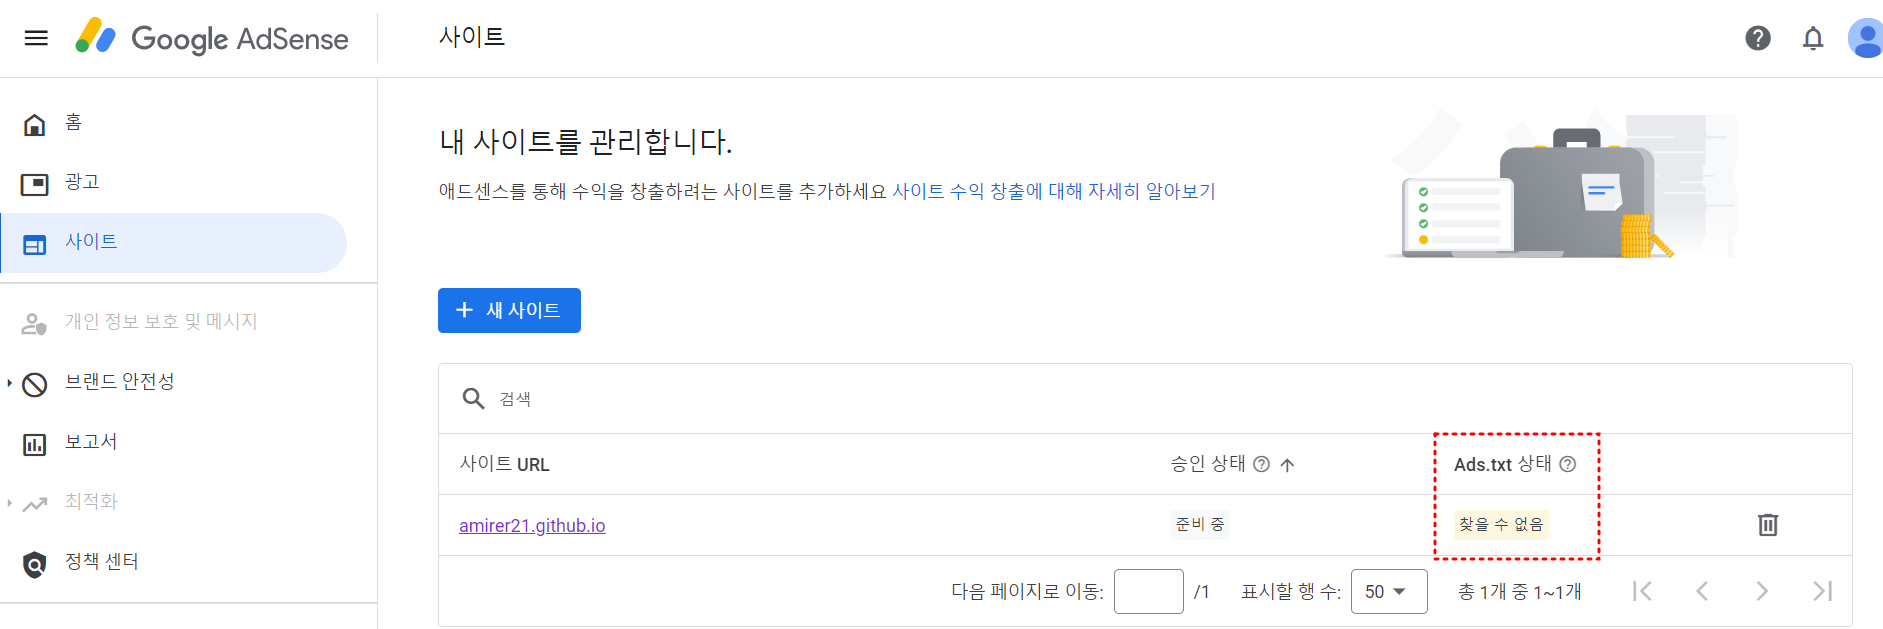 Google AdSense
사이트
홈
광고
사이트
개인 정보 보호 및 메시지
브랜드 안전성
보고서
최적화
정책 센터
내 사이트를 관리합니다.
애드센스를 통해 수익을 창출하려는 사이트를 추가하세요 사이트 수익 창출에 대해 자세히 알아보기
+ 새 사이트
검색
사이트 URL 승인 상태 Ads.txt 상태
amirer21.github.io 준비 중 찾을 수 없음
다음 페이지로 이동: /1 표시할 행 수: 50 총 1개 중 1~1개